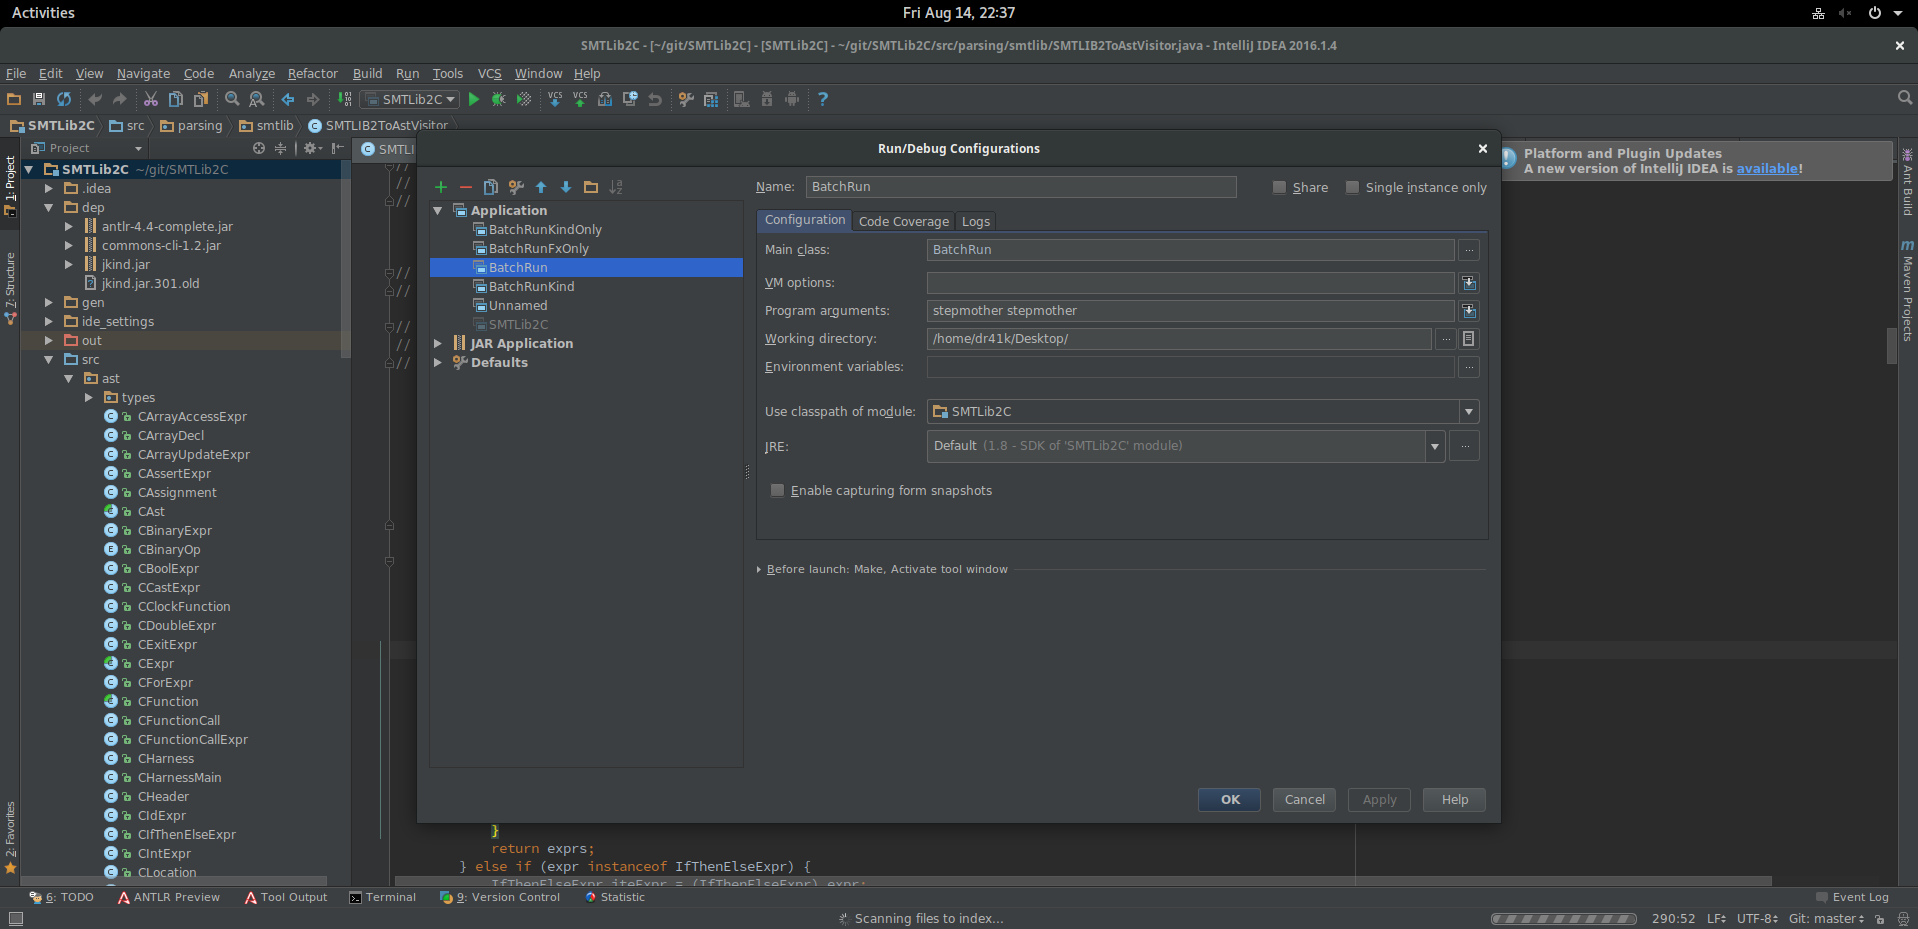 Activities
Fri Aug 14, 22:37
SMTLib2C - [~/git/SMTLib2C] - [SMTLib2C] - ~/git/SMTLib2C/src/parsing/smtlib/SMTLIB2ToAstVisitor.java - IntelliJ IDEA 2016.1.4
File Edit View Navigate Code Analyze Refactor Build Run Tools VCS Window Help
SMTLib2C
SMTLib2C src parsing smtlib SMTLIB2ToAstVisitor
1: Project
7: Structure
2: Favorites
Project
SMTLib2C ~/git/SMTLib2C
.idea
dep
antlr-4.4-complete.jar
commons-cli-1.2.jar
jkind.jar
jkind.jar.301.old
gen
ide_settings
out
src
ast
types
CArrayAccessExpr
CArrayDecl
CArrayUpdateExpr
CAssertExpr
CAssignment
CAst
CBinaryExpr
CBinaryOp
CBoolExpr
CCastExpr
CClockFunction
CDoubleExpr
CExitExpr
CExpr
CForExpr
CFunction
CFunctionCall
CFunctionCallExpr
CHarness
CHarnessMain
CHeader
CIdExpr
CIfThenElseExpr
CIntExpr
CLocation
SMTLI
//
//
//
//
//
//
//
//
Run/Debug Configurations
Application
BatchRunKindOnly
BatchRunFxOnly
BatchRun
BatchRunKind
Unnamed
SMTLib2C
JAR Application
Defaults
Name: BatchRun Share Single instance only
Configuration Code Coverage Logs
Main class: BatchRun ...
VM options:
Program arguments: stepmother stepmother
Working directory: /home/dr41k/Desktop/ ...
Environment variables: ...
Use classpath of module: SMTLib2C
JRE: Default (1.8 - SDK of 'SMTLib2C' module) ...
Enable capturing form snapshots
Before launch: Make, Activate tool window
OK Cancel Apply Help
Platform and Plugin Updates
A new version of IntelliJ IDEA is available!
Ant Build
Maven Projects
}
return exprs;
} else if (expr instanceof IfThenElseExpr) {
IfThenElseExpr iteExpr = (IfThenElseExpr) expr;
6: TODO ANTLR Preview Tool Output Terminal 9: Version Control Statistic Event Log
Scanning files to index... 290:52 LF UTF-8 Git: master